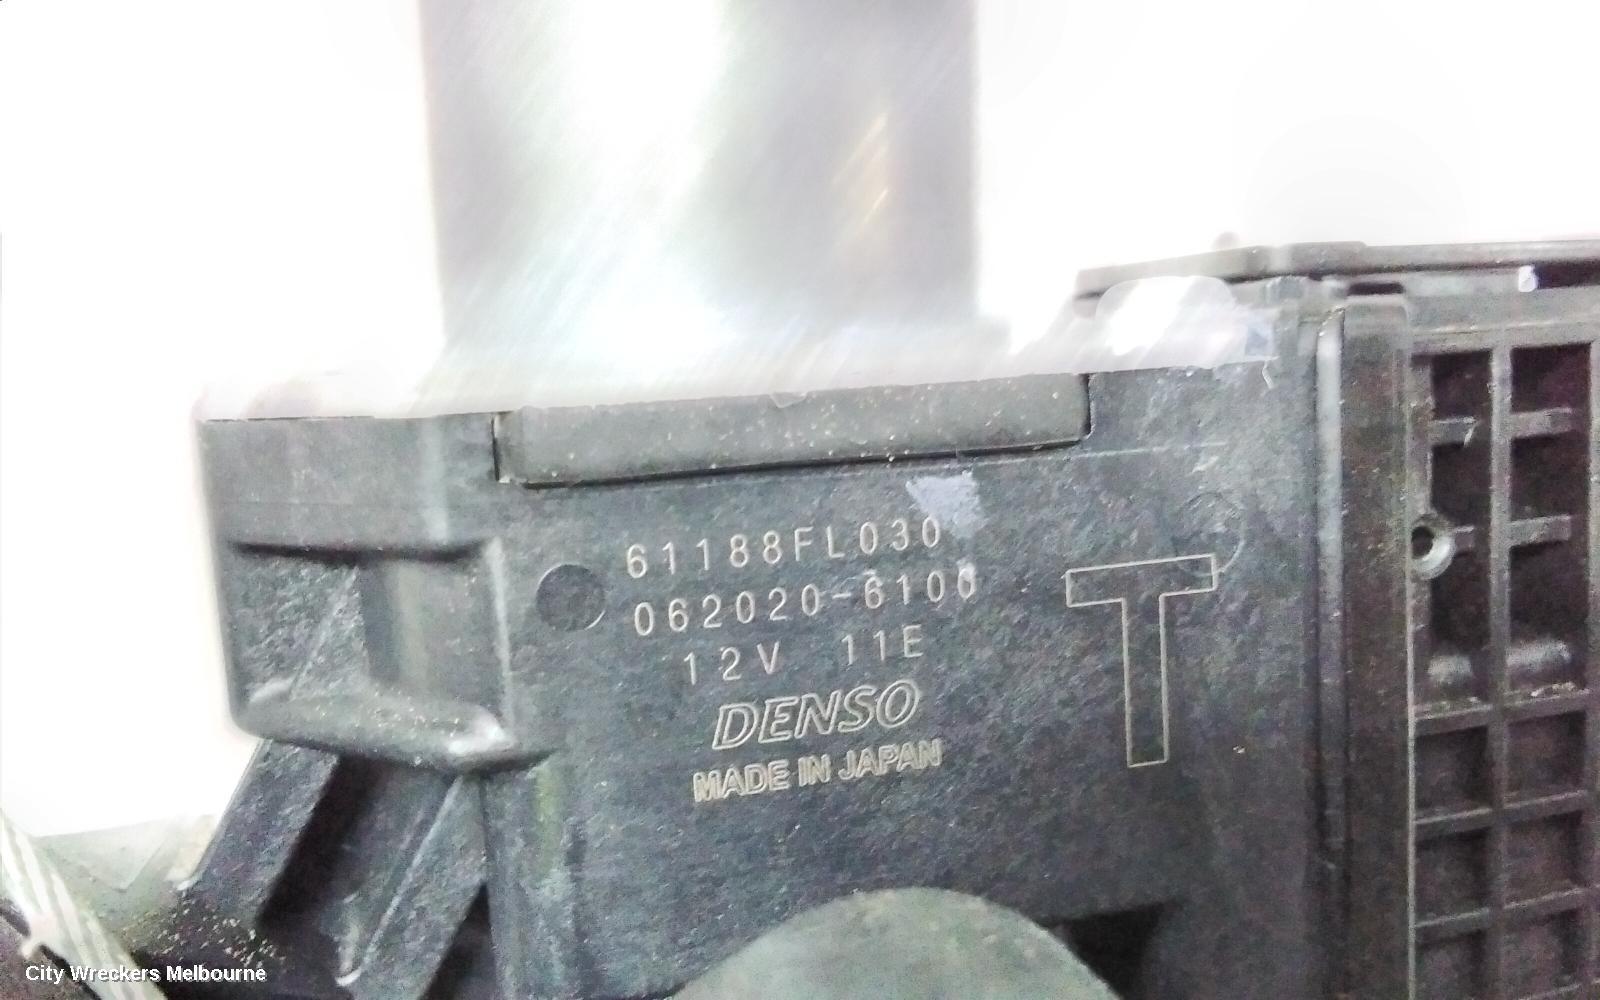 61188FL030
062020-6100
12V 11E
DENSO
MADE IN JAPAN
T
City Wreckers Melbourne